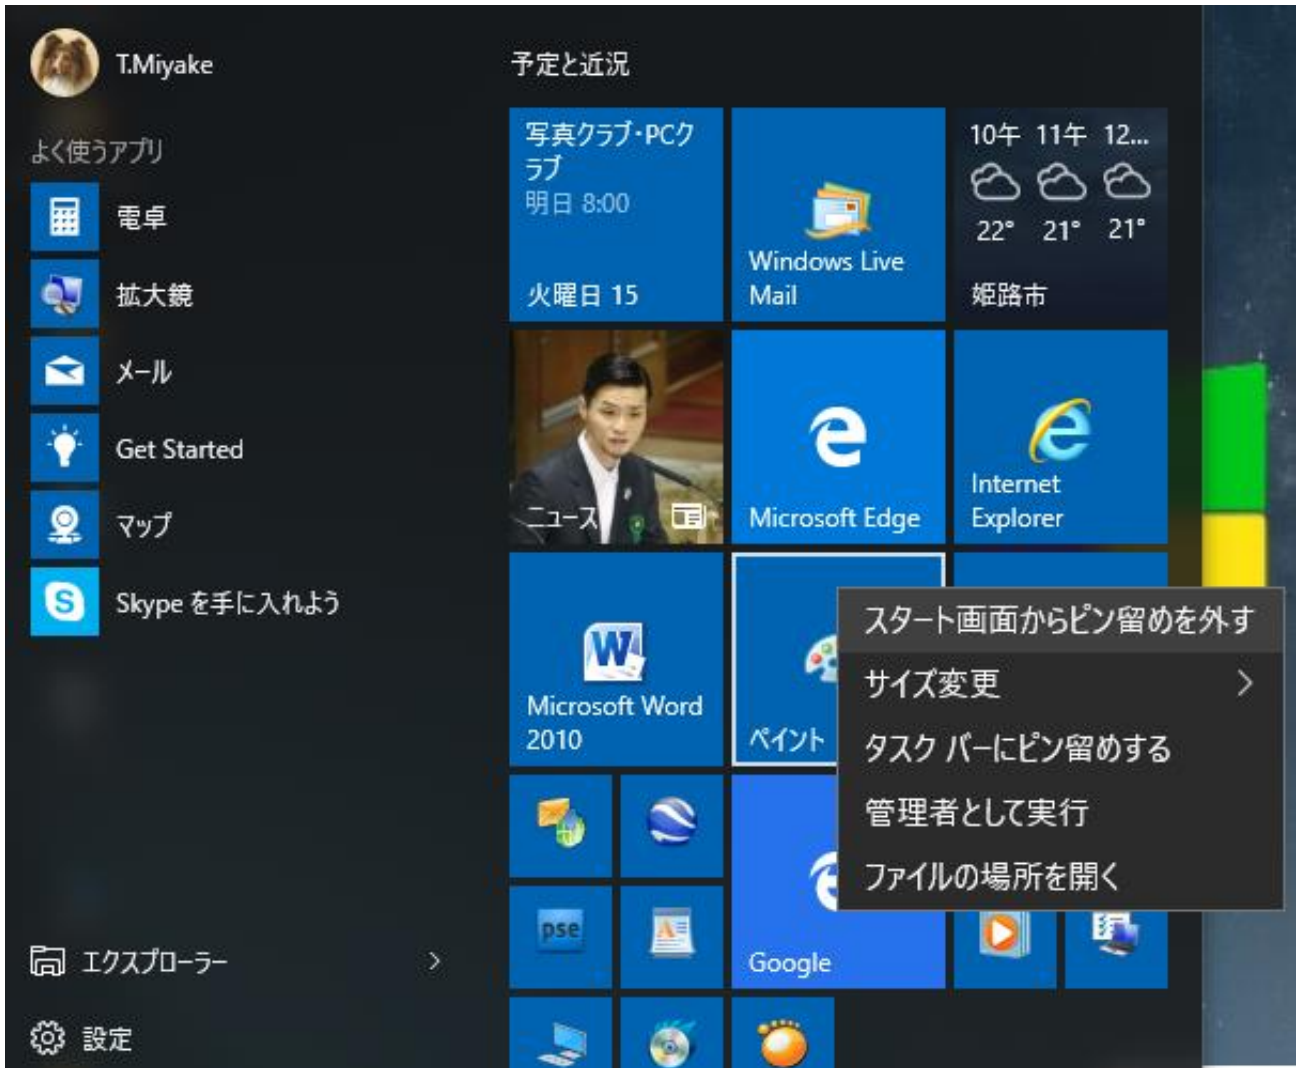 T.Miyake
よく使うアプリ
電卓
拡大鏡
メール
Get Started
マップ
Skype を手に入れよう
エクスプローラー
設定
予定と近況
写真クラブ・PCク
ラブ
明日 8:00
火曜日 15
Windows Live
Mail
10午 11午 12...
22° 21° 21°
姫路市
ニュース
Microsoft Edge
Internet
Explorer
Microsoft Word
2010
ペイント
スタート画面からピン留めを外す
サイズ変更
タスク バーにピン留めする
管理者として実行
ファイルの場所を開く
pse
Google